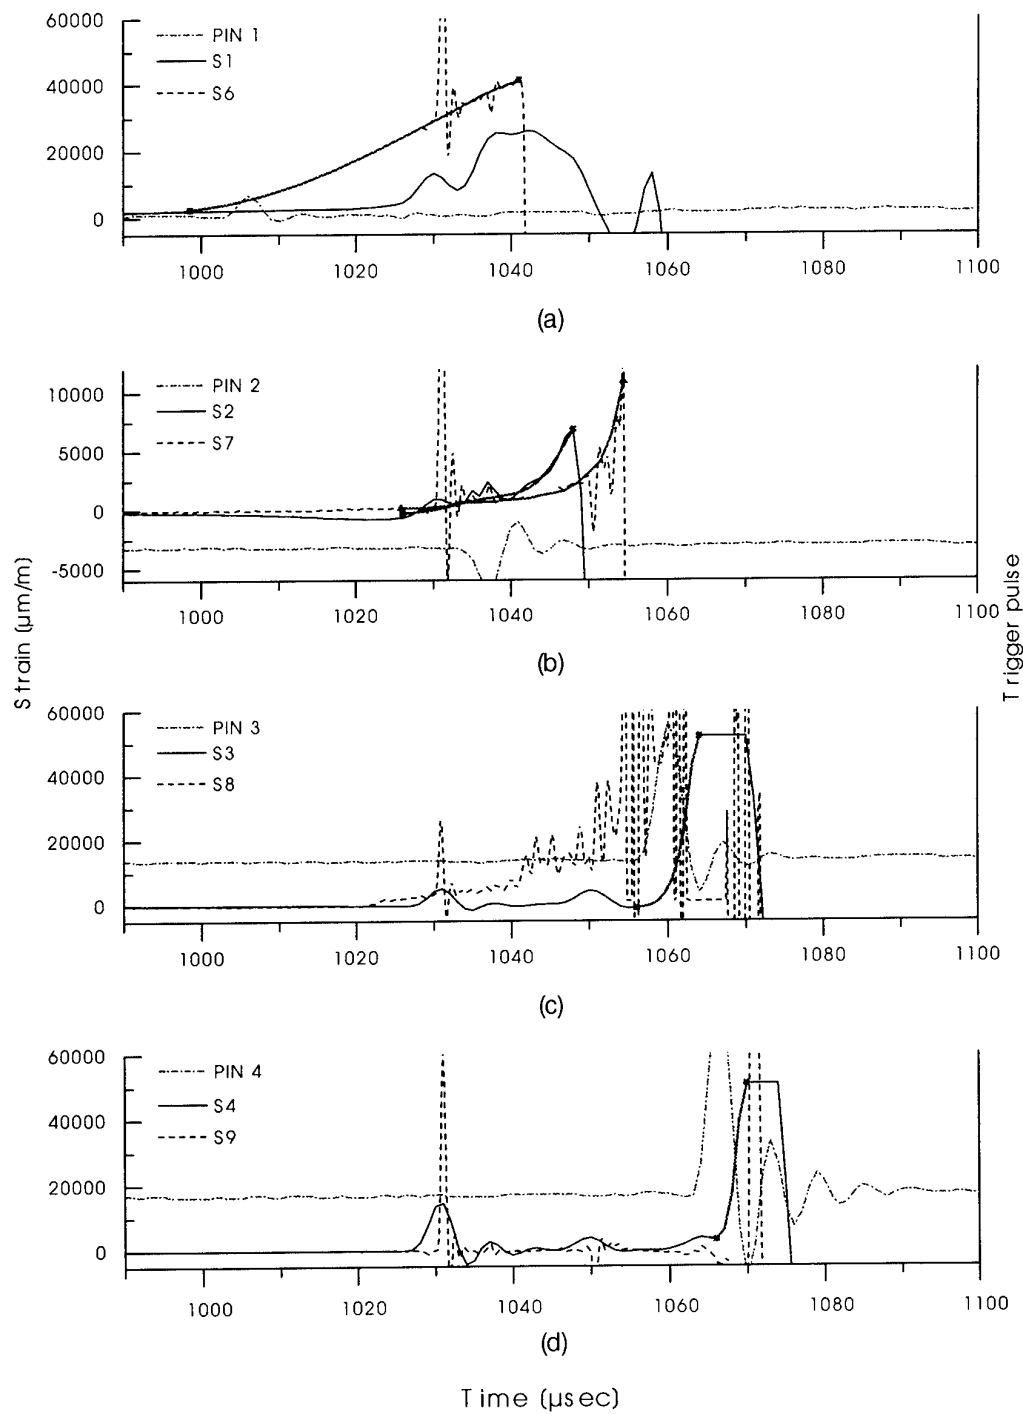 60000
40000
20000
0
PIN 1
S1
S6
1000 1020 1040 1060 1080 1100
(a)
10000
5000
0
-5000
PIN 2
S2
S7
1000 1020 1040 1060 1080 1100
(b)
Strain (µm/m)
Trigger pulse
60000
40000
20000
0
PIN 3
S3
S8
1000 1020 1040 1060 1080 1100
(c)
60000
40000
20000
0
PIN 4
S4
S9
1000 1020 1040 1060 1080 1100
(d)
Time (µsec)